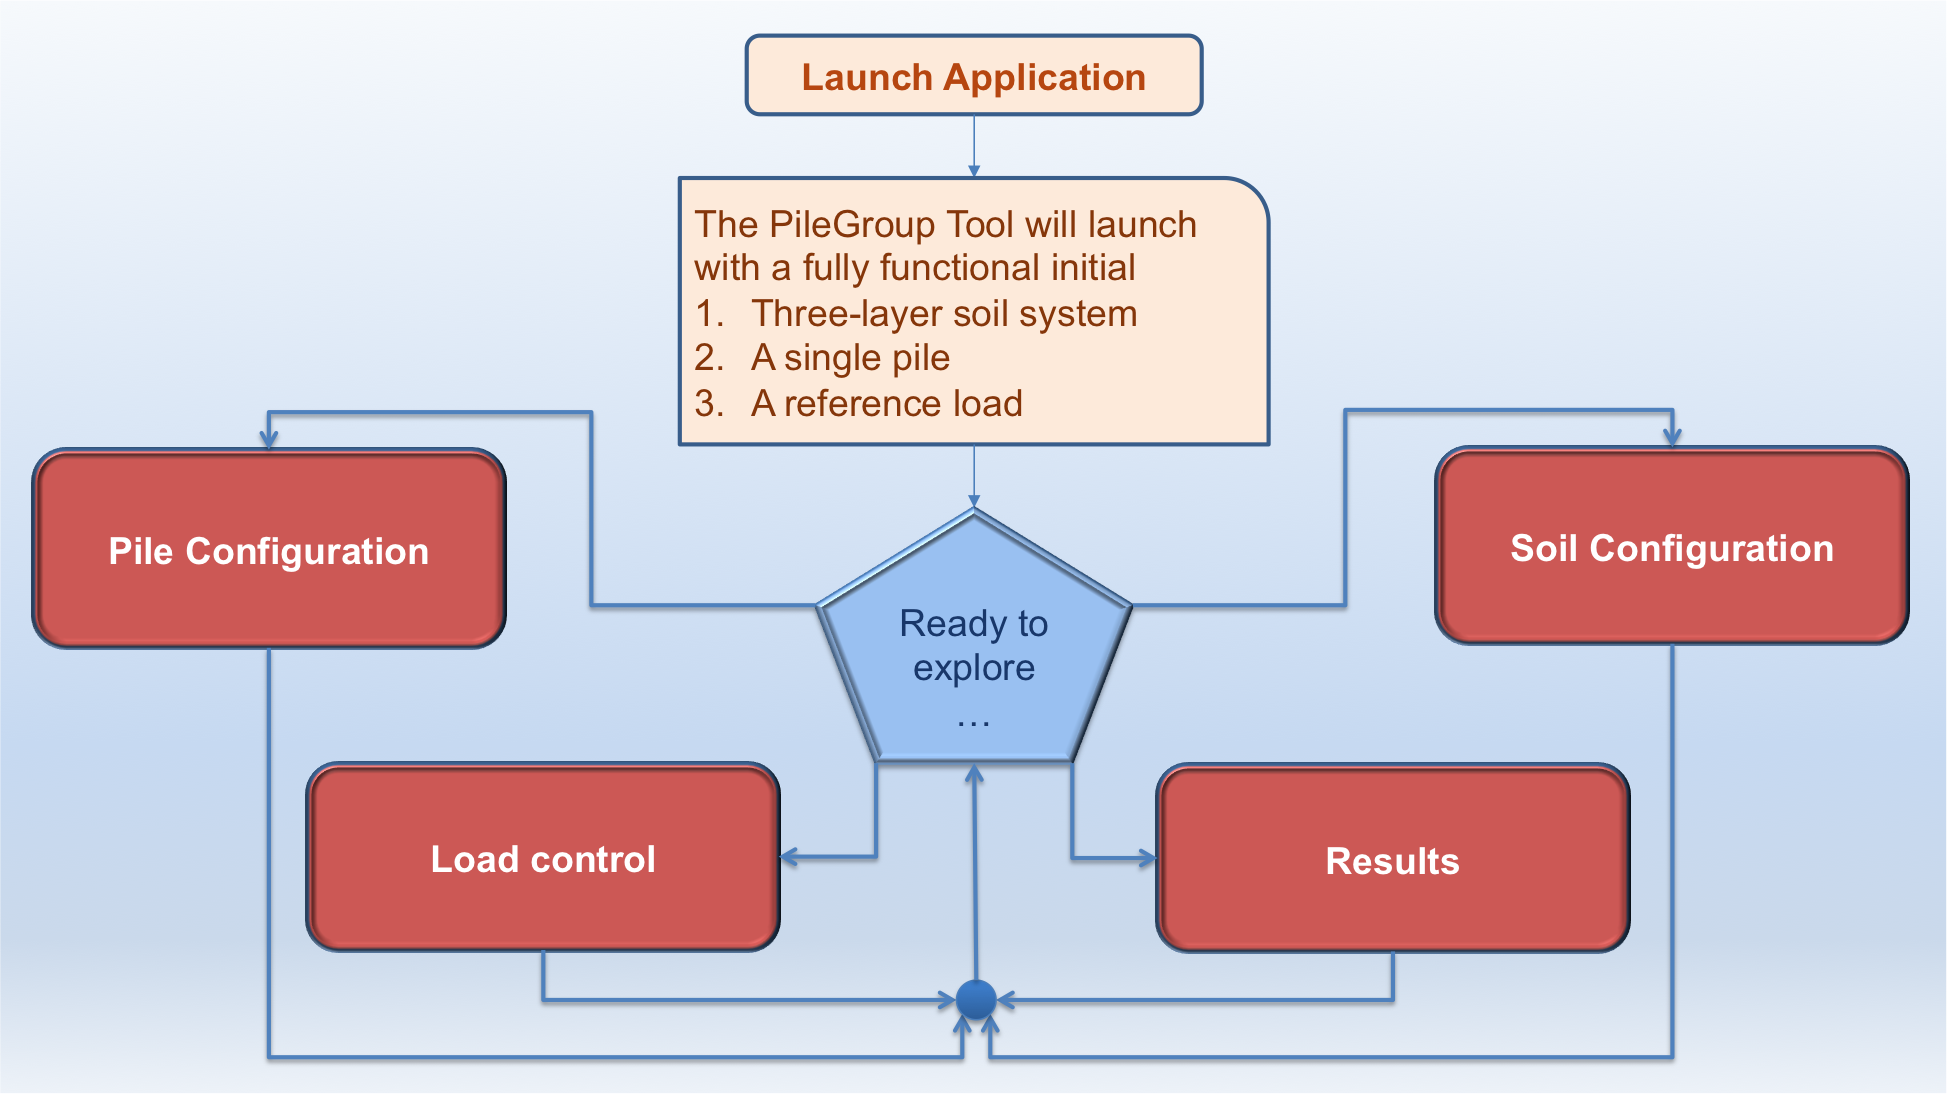 Launch Application
The PileGroup Tool will launch
with a fully functional initial
1. Three-layer soil system
2. A single pile
3. A reference load
Pile Configuration
Soil Configuration
Ready to
explore
…
Load control
Results